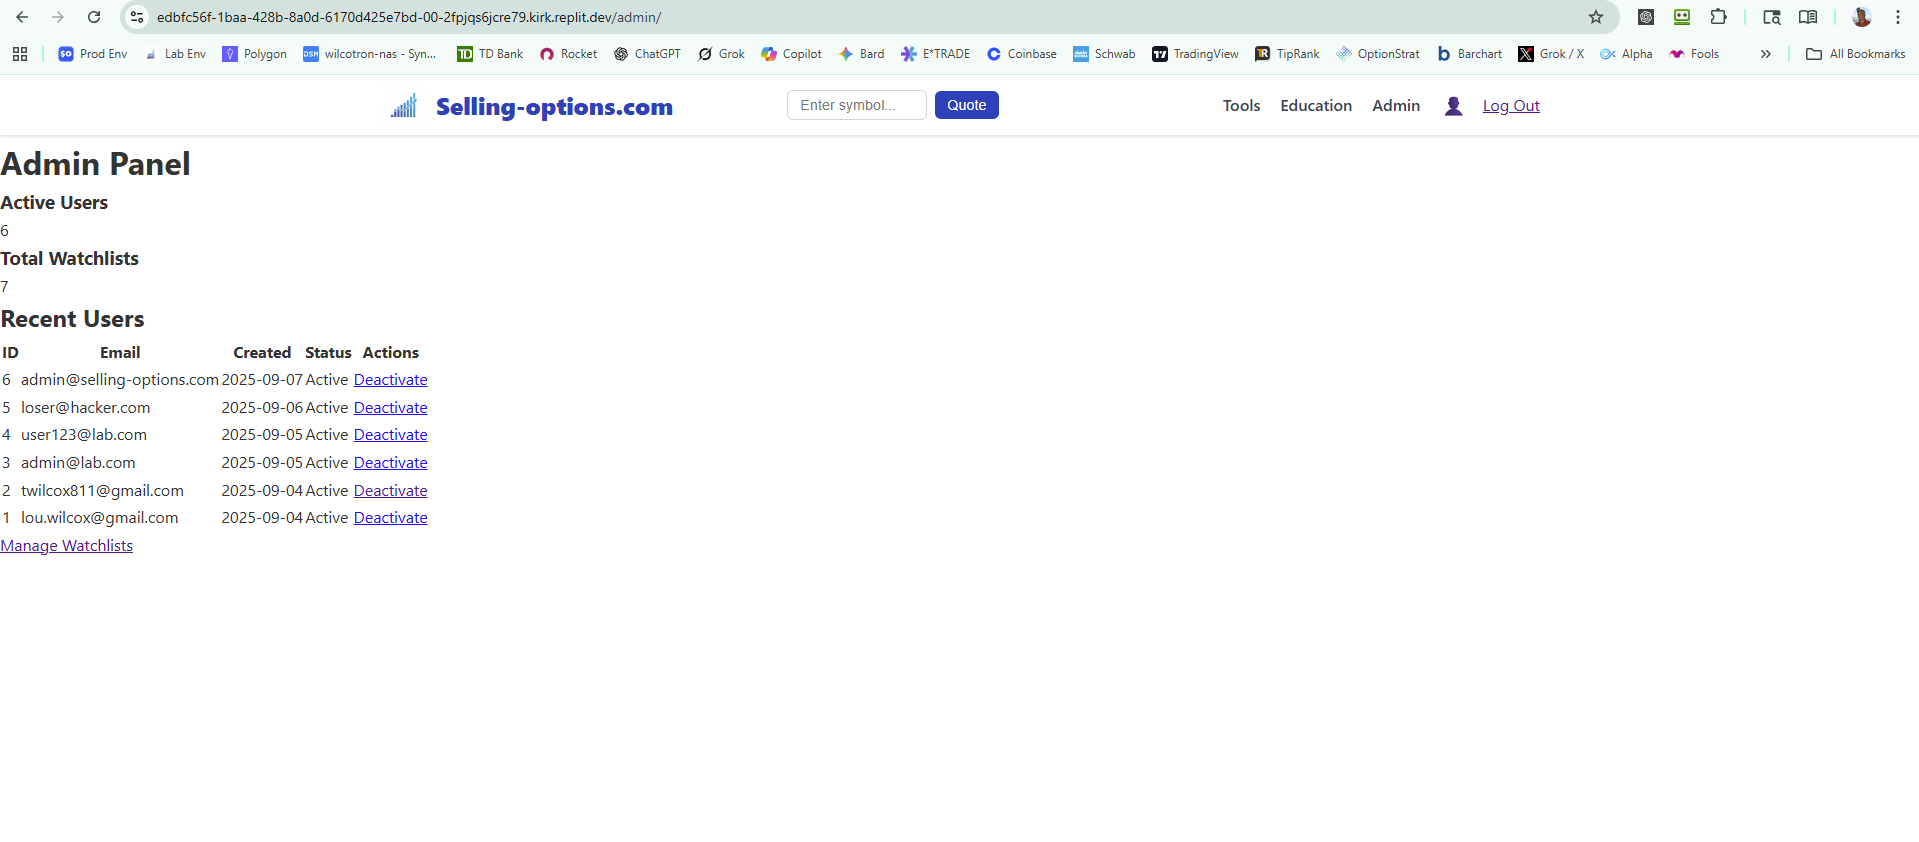 edbfc56f-1baa-428b-8a0d-6170d425e7bd-00-2fpjqs6jcre79.kirk.replit.dev/admin/
Prod Env Lab Env Polygon wilcotron-nas - Syn... TD Bank Rocket ChatGPT Grok Copilot Bard E*TRADE Coinbase Schwab TradingView TipRank OptionStrat Barchart Grok / X Alpha Fools » All Bookmarks
Selling-options.com Enter symbol... Quote Tools Education Admin Log Out
Admin Panel
Active Users
6
Total Watchlists
7
Recent Users
ID Email Created Status Actions
6 admin@selling-options.com 2025-09-07 Active Deactivate
5 loser@hacker.com 2025-09-06 Active Deactivate
4 user123@lab.com 2025-09-05 Active Deactivate
3 admin@lab.com 2025-09-05 Active Deactivate
2 twilcox811@gmail.com 2025-09-04 Active Deactivate
1 lou.wilcox@gmail.com 2025-09-04 Active Deactivate
Manage Watchlists